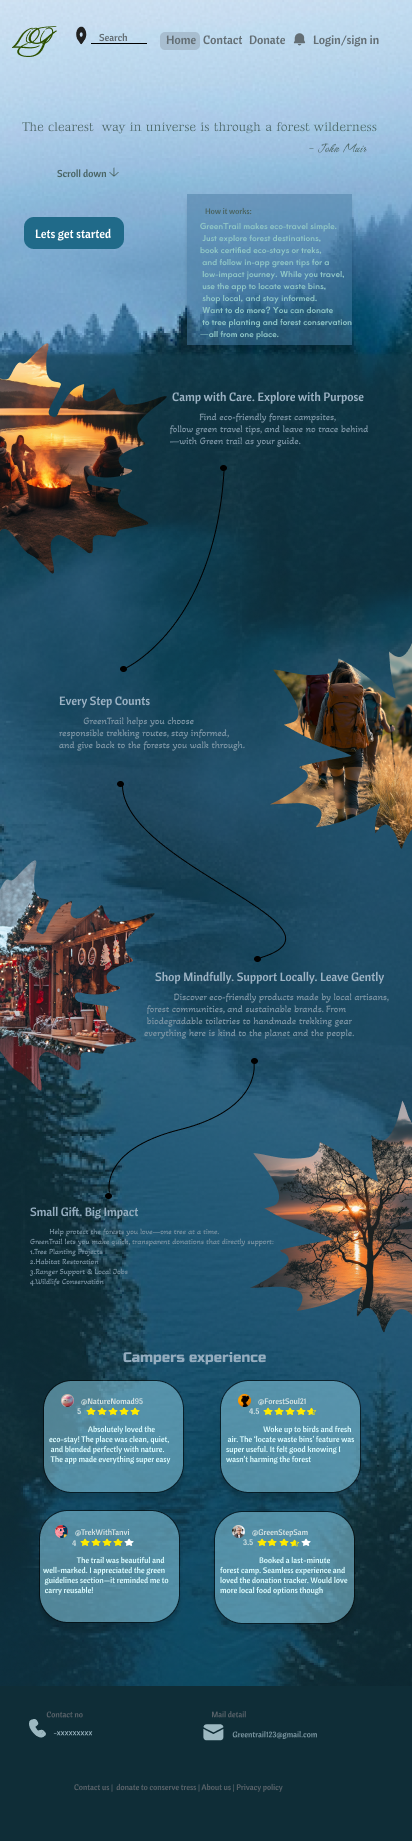 Search
Home Contact Donate Login/sign in
The clearest way in universe is through a forest wilderness
- John Mair
Scroll down
Lets get started
How it works:
GreenTrail makes eco-travel simple.
Just explore forest destinations,
book certified eco-stays or treks,
and follow in-app green tips for a
low-impact journey. While you travel,
use the app to locate waste bins,
shop local, and stay informed.
Want to do more? You can donate
to tree planting and forest conservation
—all from one place.
Camp with Care. Explore with Purpose
Find eco-friendly forest campsites,
follow green travel tips, and leave no trace behind
—with Green trail as your guide.
Every Step Counts
GreenTrail helps you choose
responsible trekking routes, stay informed,
and give back to the forests you walk through.
Shop Mindfully. Support Locally. Leave Gently
Discover eco-friendly products made by local artisans,
forest communities, and sustainable brands. From
biodegradable toiletries to handmade trekking gear
everything here is kind to the planet and the people.
Small Gift. Big Impact
Help protect the forests you love—one tree at a time.
GreenTrail lets you make quick, transparent donations that directly support:
1.Tree Planting Projects
2.Habitat Restoration
3.Ranger Support & Local Jobs
4.Wildlife Conservation
Campers experience
@NatureNomad95
5
Absolutely loved the
eco-stay! The place was clean, quiet,
and blended perfectly with nature.
The app made everything super easy
@ForestSoul21
4.5
Woke up to birds and fresh
air. The 'locate waste bins' feature was
super useful. It felt good knowing I
wasn't harming the forest
@TrekWithTanvi
4
The trail was beautiful and
well-marked. I appreciated the green
guidelines section—it reminded me to
carry reusable!
@GreenStepSam
3.5
Booked a last-minute
forest camp. Seamless experience and
loved the donation tracker. Would love
more local food options though
Contact no
-xxxxxxxxx
Mail detail
Greentrail123@gmail.com
Contact us | donate to conserve tress | About us | Privacy policy